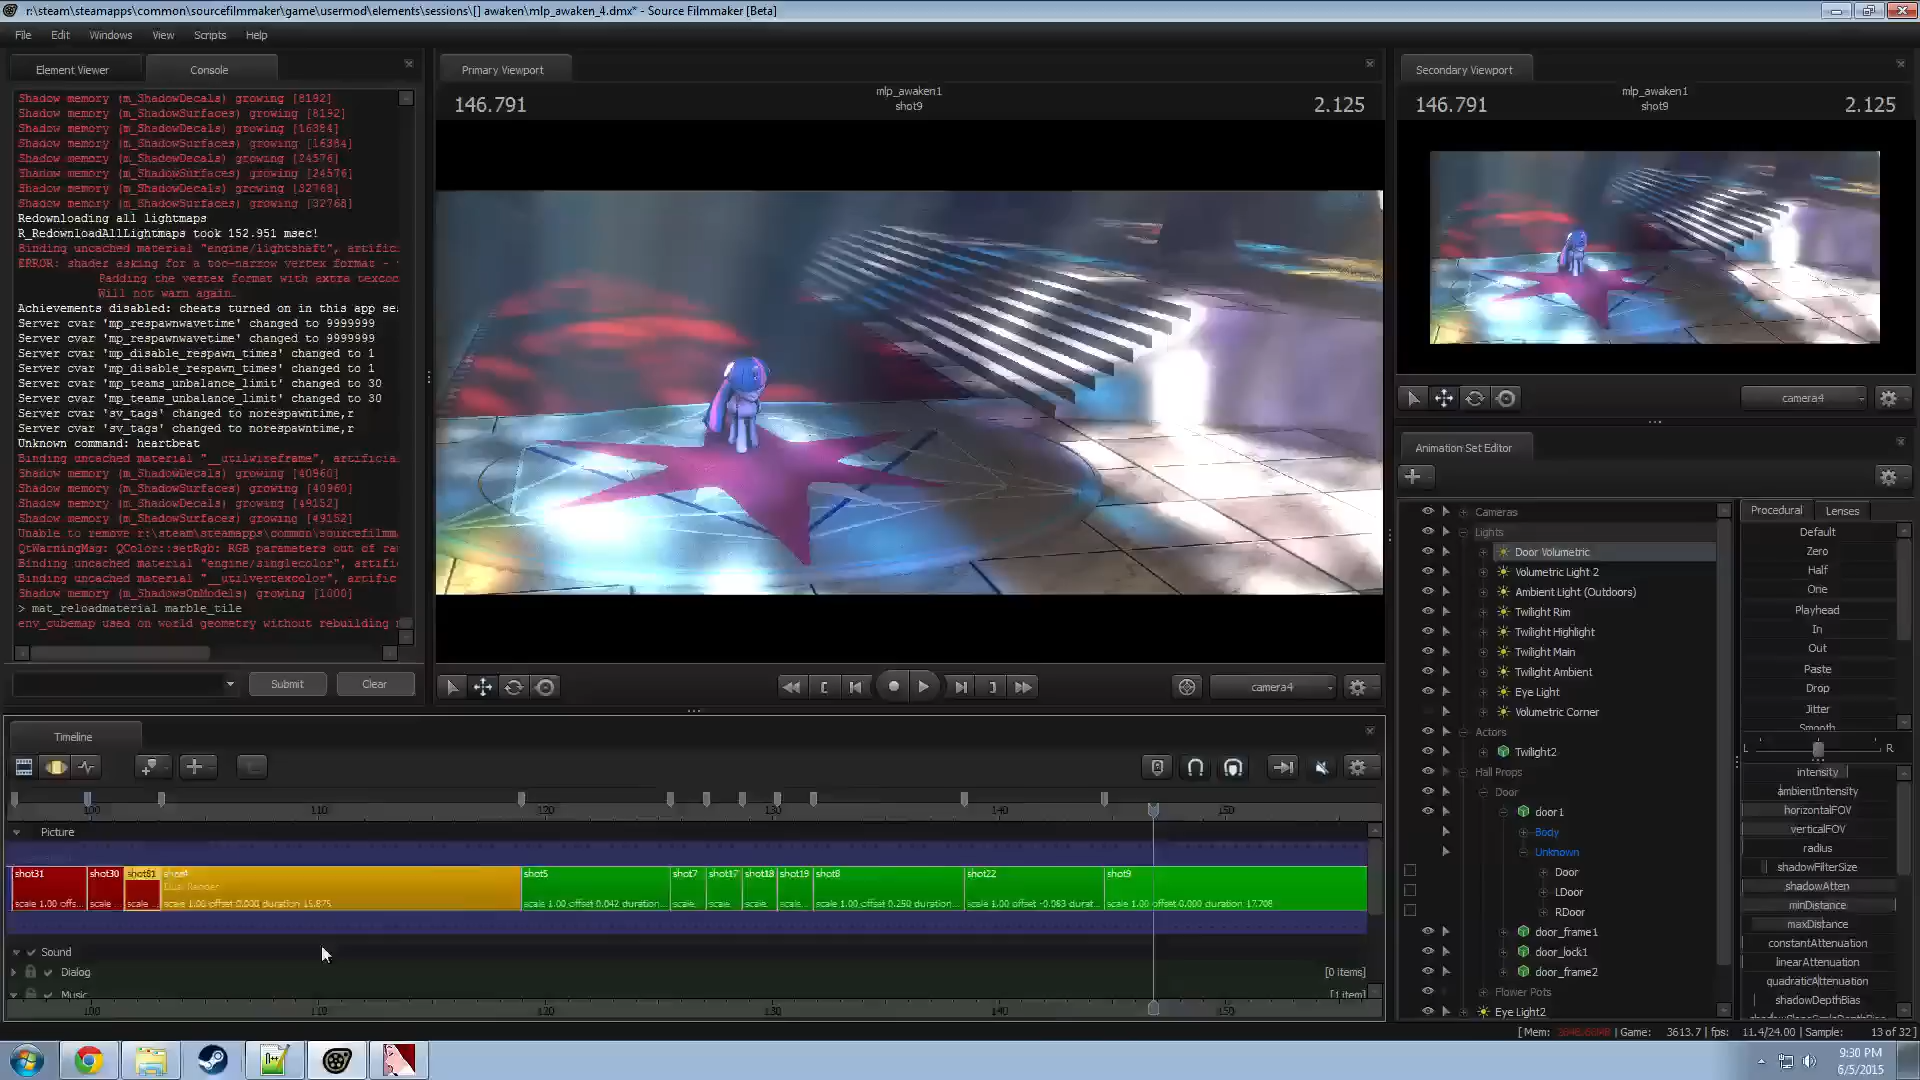 r:\steam\steamapps\common\sourcefilmmaker\game\usermod\elements\sessions\[] awaken\mlp_awaken_4.dmx* - Source Filmmaker [Beta]
File Edit Windows View Scripts Help
Element Viewer Console
Shadow memory (m_ShadowDecals) growing [8192]
Shadow memory (m_ShadowSurfaces) growing [8192]
Shadow memory (m_ShadowDecals) growing [16384]
Shadow memory (m_ShadowSurfaces) growing [16384]
Shadow memory (m_ShadowDecals) growing [24576]
Shadow memory (m_ShadowSurfaces) growing [24576]
Shadow memory (m_ShadowDecals) growing [32768]
Shadow memory (m_ShadowSurfaces) growing [32768]
Redownloading all lightmaps
R_RedownloadAllLightmaps took 152.951 msec!
Binding uncached material "engine/lightshaft", artific
ERROR: shader asking for a too-narrow vertex format -
Padding the vertex format with extra texcoo
Will not warn again.
Achievements disabled: cheats turned on in this app se
Server cvar 'mp_respawnwavetime' changed to 9999999
Server cvar 'mp_respawnwavetime' changed to 9999999
Server cvar 'mp_disable_respawn_times' changed to 1
Server cvar 'mp_disable_respawn_times' changed to 1
Server cvar 'mp_teams_unbalance_limit' changed to 30
Server cvar 'mp_teams_unbalance_limit' changed to 30
Server cvar 'sv_tags' changed to norespawntime,r
Server cvar 'sv_tags' changed to norespawntime,r
Unknown command: heartbeat
Binding uncached material "__utilwireframe", artificia
Shadow memory (m_ShadowDecals) growing [40960]
Shadow memory (m_ShadowSurfaces) growing [40960]
Shadow memory (m_ShadowDecals) growing [49152]
Shadow memory (m_ShadowSurfaces) growing [49152]
Unable to remove r:\steam\steamapps\common\sourcefilmm
QtWarningMsg: QColor::setRgb: RGB parameters out of ra
Binding uncached material "engine/singlecolor", artific
Binding uncached material "__utilvertexcolor", artific
Shadow memory (m_ShadowsOnModels) growing [1000]
> mat_reloadmaterial marble_tile
env_cubemap used on world geometry without rebuilding
Submit Clear
Primary Viewport
146.791 mlp_awaken1 2.125
shot9
camera4
Secondary Viewport
146.791 mlp_awaken1 2.125
shot9
camera4
Animation Set Editor
Cameras
Lights
Door Volumetric
Volumetric Light 2
Ambient Light (Outdoors)
Twilight Rim
Twilight Highlight
Twilight Main
Twilight Ambient
Eye Light
Volumetric Corner
Actors
Twilight2
Hall Props
Door
door1
Body
Unknown
Door
LDoor
RDoor
door_frame1
door_lock1
door_frame2
Flower Pots
Eye Light2
Procedural Lenses
Default
Zero
Half
One
Playhead
In
Out
Paste
Drop
Jitter
Smooth
L R
intensity
ambientIntensity
horizontalFOV
verticalFOV
radius
shadowFilterSize
shadowAtten
minDistance
maxDistance
constantAttenuation
linearAttenuation
quadraticAttenuation
shadowDepthBias
Timeline
100 110 120 130 140 150
Picture
shot31 shot30 shot81 shot4 shot5 shot7 shot17 shot18 shot19 shot8 shot22 shot9
scale 1.00 offs... scale ... scale ... scale 1.00 offset 0.000 duration 15.875 scale 1.00 offset 0.042 duration... scale. scale. scale. scale. scale 1.00 offset 0.250 duration... scale 1.00 offset -0.083 durat... scale 1.00 offset 0.000 duration 17.708
Sound
Dialog [0 items]
Music [1 item]
100 110 120 130 140 150
[ Mem: Game: 3613.7 fps: 11.4/24.00 Sample: 13 of 32 ]
9:30 PM
6/5/2015